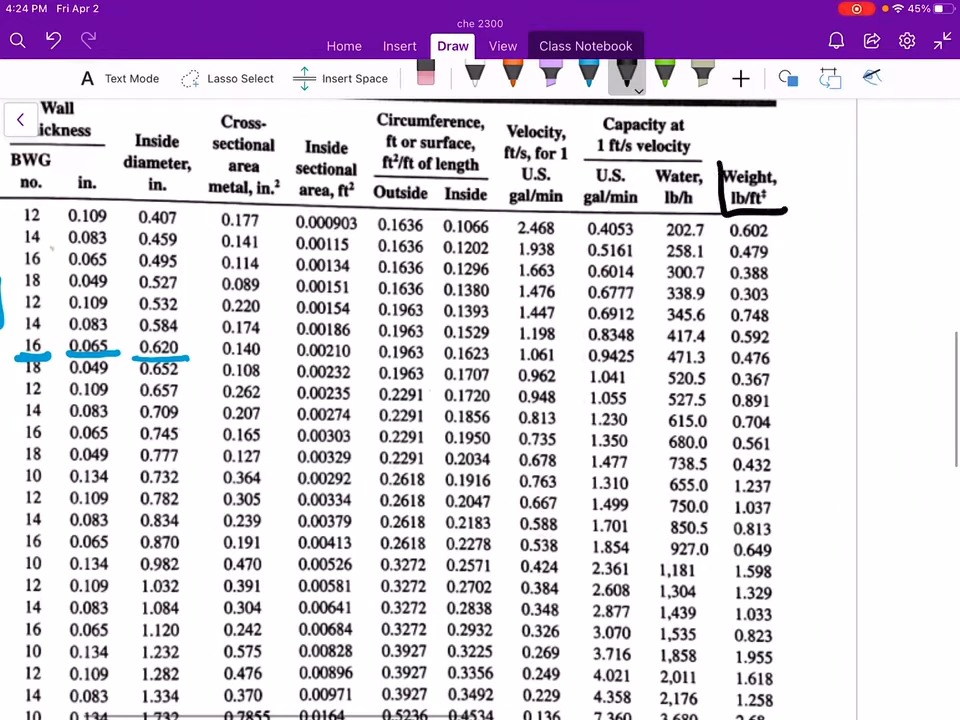 4:24 PM Fri Apr 2
45%
che 2300
Home Insert Draw View Class Notebook
A Text Mode Lasso Select Insert Space
Wall
ickness
BWG
no. in.
Inside
diameter,
in.
Cross-
sectional
area
metal, in.²
Inside
sectional
area, ft²
Circumference,
ft or surface,
ft²/ft of length
Outside Inside
Velocity,
ft/s, for 1
U.S.
gal/min
Capacity at
1 ft/s velocity
U.S.
gal/min
Water,
lb/h
Weight,
lb/ft‡
12 0.109 0.407 0.177 0.000903 0.1636 0.1066 2.468 0.4053 202.7 0.602
14 0.083 0.459 0.141 0.00115 0.1636 0.1202 1.938 0.5161 258.1 0.479
16 0.065 0.495 0.114 0.00134 0.1636 0.1296 1.663 0.6014 300.7 0.388
18 0.049 0.527 0.089 0.00151 0.1636 0.1380 1.476 0.6777 338.9 0.303
12 0.109 0.532 0.220 0.00154 0.1963 0.1393 1.447 0.6912 345.6 0.748
14 0.083 0.584 0.174 0.00186 0.1963 0.1529 1.198 0.8348 417.4 0.592
16 0.065 0.620 0.140 0.00210 0.1963 0.1623 1.061 0.9425 471.3 0.476
18 0.049 0.652 0.108 0.00232 0.1963 0.1707 0.962 1.041 520.5 0.367
12 0.109 0.657 0.262 0.00235 0.2291 0.1720 0.948 1.055 527.5 0.891
14 0.083 0.709 0.207 0.00274 0.2291 0.1856 0.813 1.230 615.0 0.704
16 0.065 0.745 0.165 0.00303 0.2291 0.1950 0.735 1.350 680.0 0.561
18 0.049 0.777 0.127 0.00329 0.2291 0.2034 0.678 1.477 738.5 0.432
10 0.134 0.732 0.364 0.00292 0.2618 0.1916 0.763 1.310 655.0 1.237
12 0.109 0.782 0.305 0.00334 0.2618 0.2047 0.667 1.499 750.0 1.037
14 0.083 0.834 0.239 0.00379 0.2618 0.2183 0.588 1.701 850.5 0.813
16 0.065 0.870 0.191 0.00413 0.2618 0.2278 0.538 1.854 927.0 0.649
10 0.134 0.982 0.470 0.00526 0.3272 0.2571 0.424 2.361 1,181 1.598
12 0.109 1.032 0.391 0.00581 0.3272 0.2702 0.384 2.608 1,304 1.329
14 0.083 1.084 0.304 0.00641 0.3272 0.2838 0.348 2.877 1,439 1.033
16 0.065 1.120 0.242 0.00684 0.3272 0.2932 0.326 3.070 1,535 0.823
10 0.134 1.232 0.575 0.00828 0.3927 0.3225 0.269 3.716 1,858 1.955
12 0.109 1.282 0.476 0.00896 0.3927 0.3356 0.249 4.021 2,011 1.618
14 0.083 1.334 0.370 0.00971 0.3927 0.3492 0.229 4.358 2,176 1.258
10 0.134 1.732 0.7855 0.0164 0.5236 0.4534 0.136 7.360 3,680 2.68